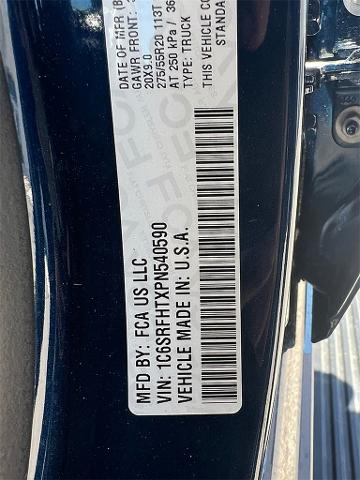 MFD BY: FCA US LLC
VIN: 1C6SRFHTXPN540590
VEHICLE MADE IN: U.S.A.
DATE OF MFR
GAWR FRONT:
20X9.0
275/55R20 113T
AT 250 kPa / 36
TYPE: TRUCK
THIS VEHICLE CO
STANDA